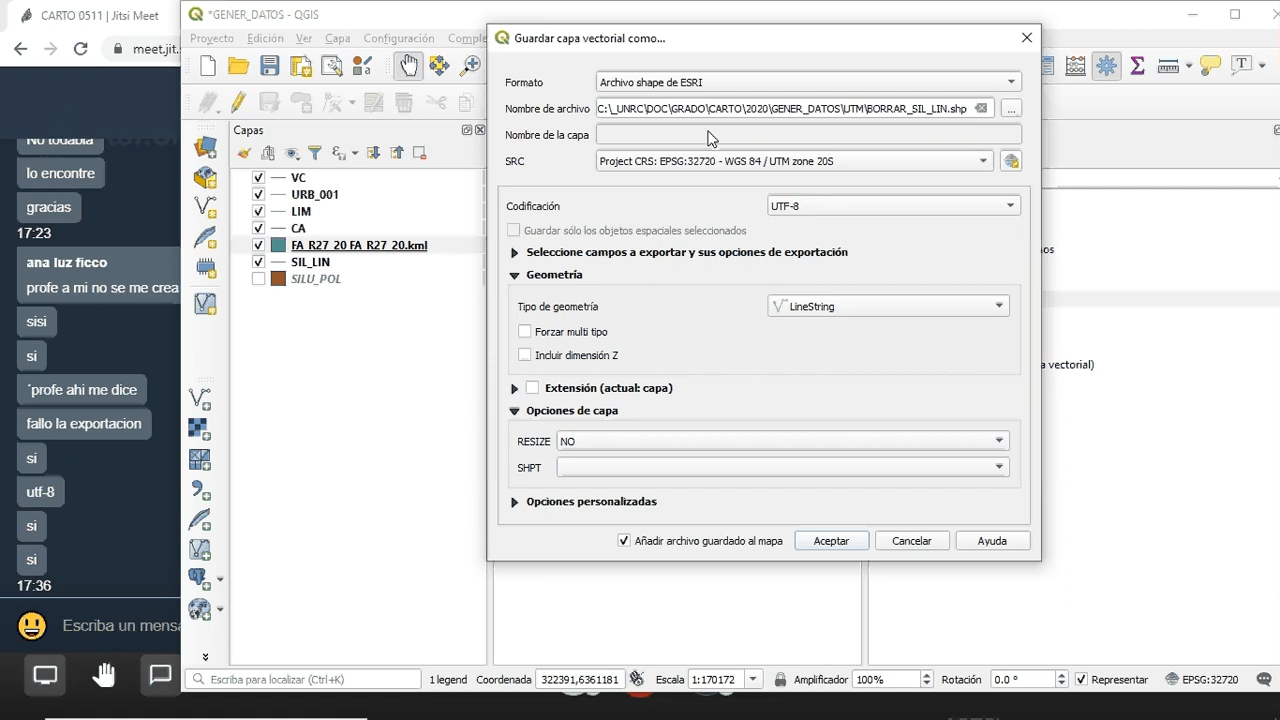 CARTO 0511 | Jitsi Meet
meet.jit.s
No todabia
lo encontre
gracias
17:23
ana luz ficco
profe a mi no se me crea
sisi
si
´profe ahi me dice
fallo la exportacion
si
utf-8
si
si
17:36
Escriba un mensa
*GENER_DATOS - QGIS
Proyecto Edición Ver Capa Configuración Comple
Capas
VC
URB_001
LIM
CA
FA_R27_20 FA_R27_20.kml
SIL_LIN
SILU_POL
Guardar capa vectorial como...
Formato Archivo shape de ESRI
Nombre de archivo C:\_UNRC\DOC\GRADO\CARTO\2020\GENER_DATOS\UTM\BORRAR_SIL_LIN.shp ...
Nombre de la capa
SRC Project CRS: EPSG:32720 - WGS 84 / UTM zone 20S
Codificación UTF-8
Guardar sólo los objetos espaciales seleccionados
Seleccione campos a exportar y sus opciones de exportación
Geometría
Tipo de geometría LineString
Forzar multi tipo
Incluir dimensión Z
Extensión (actual: capa)
Opciones de capa
RESIZE NO
SHPT
Opciones personalizadas
Añadir archivo guardado al mapa Aceptar Cancelar Ayuda
os
a vectorial)
Escriba para localizar (Ctrl+K) 1 legend Coordenada 322391,6361181 Escala 1:170172 Amplificador 100% Rotación 0.0 ° Representar EPSG:32720